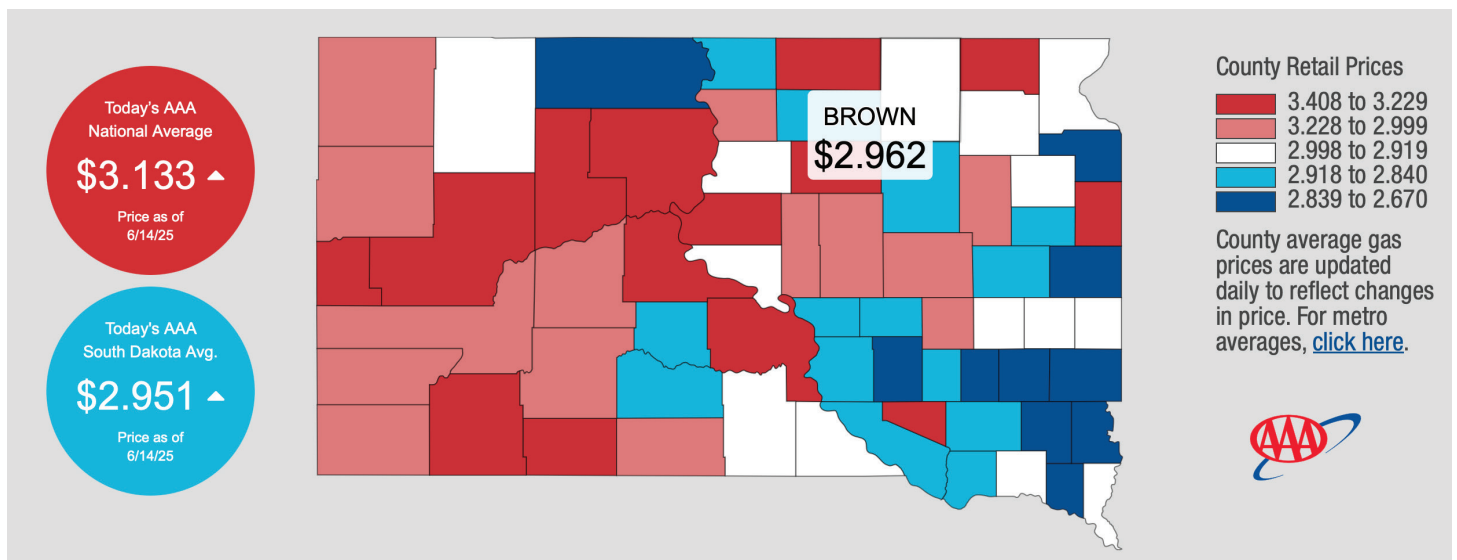 Today's AAA
National Average
$3.133
Price as of
6/14/25
Today's AAA
South Dakota Avg.
$2.951
Price as of
6/14/25
BROWN
$2.962
County Retail Prices
3.408 to 3.229
3.228 to 2.999
2.998 to 2.919
2.918 to 2.840
2.839 to 2.670
County average gas
prices are updated
daily to reflect changes
in price. For metro
averages, click here.
AAA